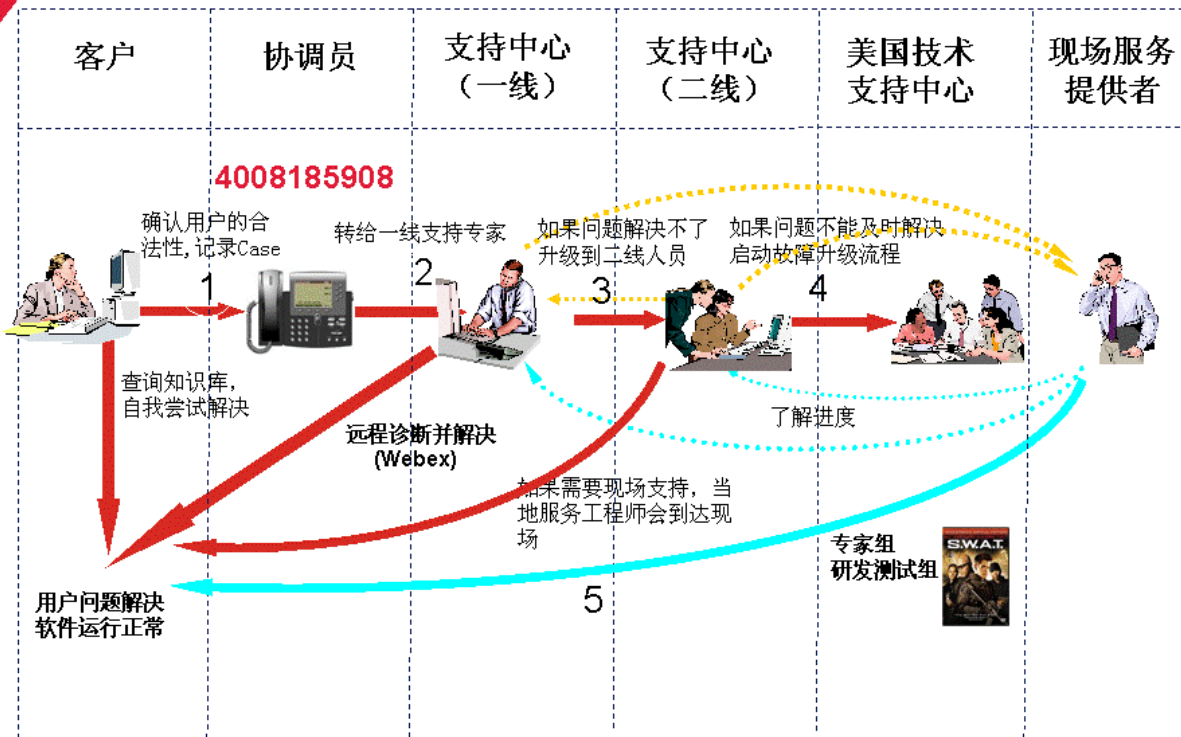 客户
协调员
支持中心
（一线）
支持中心
（二线）
美国技术
支持中心
现场服务
提供者
4008185908
确认用户的合
法性,记录Case
转给一线支持专家
如果问题解决不了
升级到二线人员
如果问题不能及时解决
启动故障升级流程
1
2
3
4
查询知识库,
自我尝试解决
远程诊断并解决
(Webex)
了解进度
如果需要现场支持，当
地服务工程师会到达现
场
专家组
研发测试组
S.W.A.T.
5
用户问题解决
软件运行正常